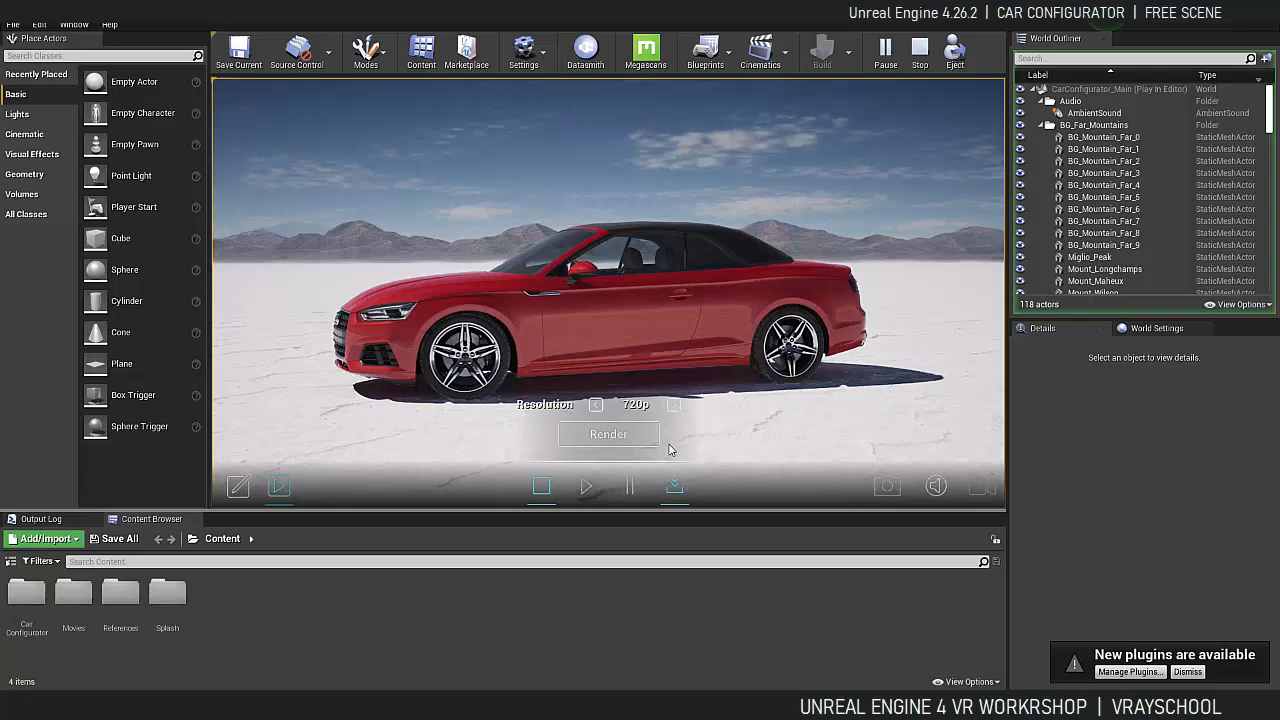 Unreal Engine 4.26.2 | CAR CONFIGURATOR | FREE SCENE
File Edit Window Help
Place Actors
Search Classes
Recently Placed
Basic
Lights
Cinematic
Visual Effects
Geometry
Volumes
All Classes
Empty Actor
Empty Character
Empty Pawn
Point Light
Player Start
Cube
Sphere
Cylinder
Cone
Plane
Box Trigger
Sphere Trigger
Save Current
Source Control
Modes
Content
Marketplace
Settings
Datasmith
Megascans
Blueprints
Cinematics
Build
Pause
Stop
Eject
Resolution < 720p >
Render
World Outliner
Search...
Label Type
CarConfigurator_Main (Play In Editor) World
Audio Folder
AmbientSound AmbientSound
BG_Far_Mountains Folder
BG_Mountain_Far_0 StaticMeshActor
BG_Mountain_Far_1 StaticMeshActor
BG_Mountain_Far_2 StaticMeshActor
BG_Mountain_Far_3 StaticMeshActor
BG_Mountain_Far_4 StaticMeshActor
BG_Mountain_Far_5 StaticMeshActor
BG_Mountain_Far_6 StaticMeshActor
BG_Mountain_Far_7 StaticMeshActor
BG_Mountain_Far_8 StaticMeshActor
BG_Mountain_Far_9 StaticMeshActor
Miglio_Peak StaticMeshActor
Mount_Longchamps StaticMeshActor
Mount_Maheux StaticMeshActor
Mount_Wilson StaticMeshActor
118 actors View Options
Details World Settings
Select an object to view details.
Output Log Content Browser
Add/Import Save All Content
Filters Search Content
Car Configurator
Movies
References
Splash
4 items View Options
New plugins are available
Manage Plugins... Dismiss
UNREAL ENGINE 4 VR WORKRSHOP | VRAYSCHOOL